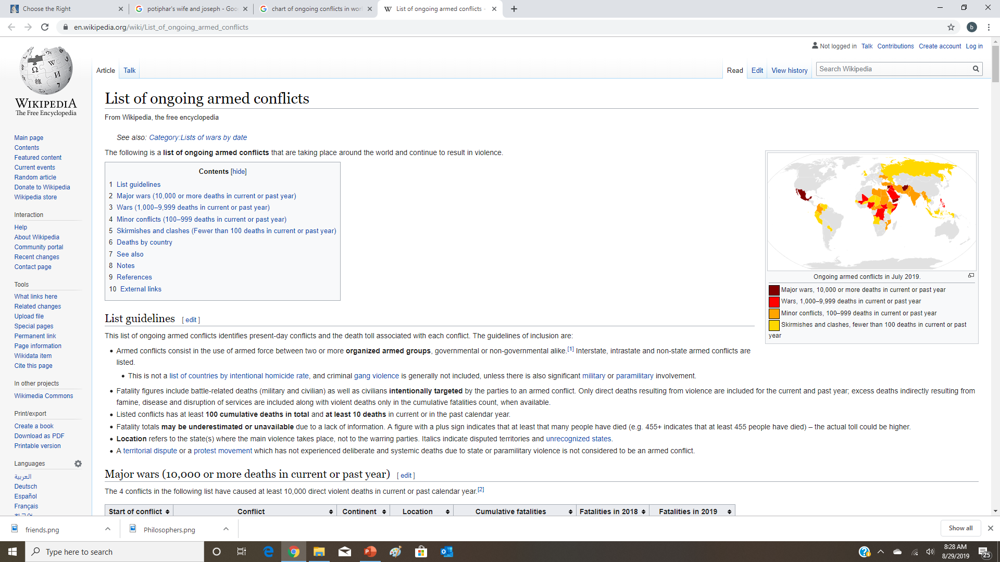 Choose the Right
potiphar's wife and joseph - Goo
chart of ongoing conflicts in wor
List of ongoing armed conflicts -
en.wikipedia.org/wiki/List_of_ongoing_armed_conflicts
b
Not logged in Talk Contributions Create account Log in
Article Talk Read Edit View history Search Wikipedia
WIKIPEDIA
The Free Encyclopedia
Main page
Contents
Featured content
Current events
Random article
Donate to Wikipedia
Wikipedia store
Interaction
Help
About Wikipedia
Community portal
Recent changes
Contact page
Tools
What links here
Related changes
Upload file
Special pages
Permanent link
Page information
Wikidata item
Cite this page
In other projects
Wikimedia Commons
Print/export
Create a book
Download as PDF
Printable version
Languages
العربية
Deutsch
Español
Français
List of ongoing armed conflicts
From Wikipedia, the free encyclopedia
See also: Category:Lists of wars by date
The following is a list of ongoing armed conflicts that are taking place around the world and continue to result in violence.
Contents [hide]
1 List guidelines
2 Major wars (10,000 or more deaths in current or past year)
3 Wars (1,000–9,999 deaths in current or past year)
4 Minor conflicts (100–999 deaths in current or past year)
5 Skirmishes and clashes (Fewer than 100 deaths in current or past year)
6 Deaths by country
7 See also
8 Notes
9 References
10 External links
Ongoing armed conflicts in July 2019.
Major wars, 10,000 or more deaths in current or past year
Wars, 1,000–9,999 deaths in current or past year
Minor conflicts, 100–999 deaths in current or past year
Skirmishes and clashes, fewer than 100 deaths in current or past
year
List guidelines [ edit ]
This list of ongoing armed conflicts identifies present-day conflicts and the death toll associated with each conflict. The guidelines of inclusion are:
• Armed conflicts consist in the use of armed force between two or more organized armed groups, governmental or non-governmental alike.[1] Interstate, intrastate and non-state armed conflicts are
listed.
• This is not a list of countries by intentional homicide rate, and criminal gang violence is generally not included, unless there is also significant military or paramilitary involvement.
• Fatality figures include battle-related deaths (military and civilian) as well as civilians intentionally targeted by the parties to an armed conflict. Only direct deaths resulting from violence are included for the current and past year; excess deaths indirectly resulting from
famine, disease and disruption of services are included along with violent deaths only in the cumulative fatalities count, when available.
• Listed conflicts has at least 100 cumulative deaths in total and at least 10 deaths in current or in the past calendar year.
• Fatality totals may be underestimated or unavailable due to a lack of information. A figure with a plus sign indicates that at least that many people have died (e.g. 455+ indicates that at least 455 people have died) – the actual toll could be higher.
• Location refers to the state(s) where the main violence takes place, not to the warring parties. Italics indicate disputed territories and unrecognized states.
• A territorial dispute or a protest movement which has not experienced deliberate and systemic deaths due to state or paramilitary violence is not considered to be an armed conflict.
Major wars (10,000 or more deaths in current or past year) [ edit ]
The 4 conflicts in the following list have caused at least 10,000 direct violent deaths in current or past calendar year.[2]
Start of conflict Conflict Continent Location Cumulative fatalities Fatalities in 2018 Fatalities in 2019
friends.png Philosophers.png Show all
Type here to search
8:28 AM
8/29/2019
25